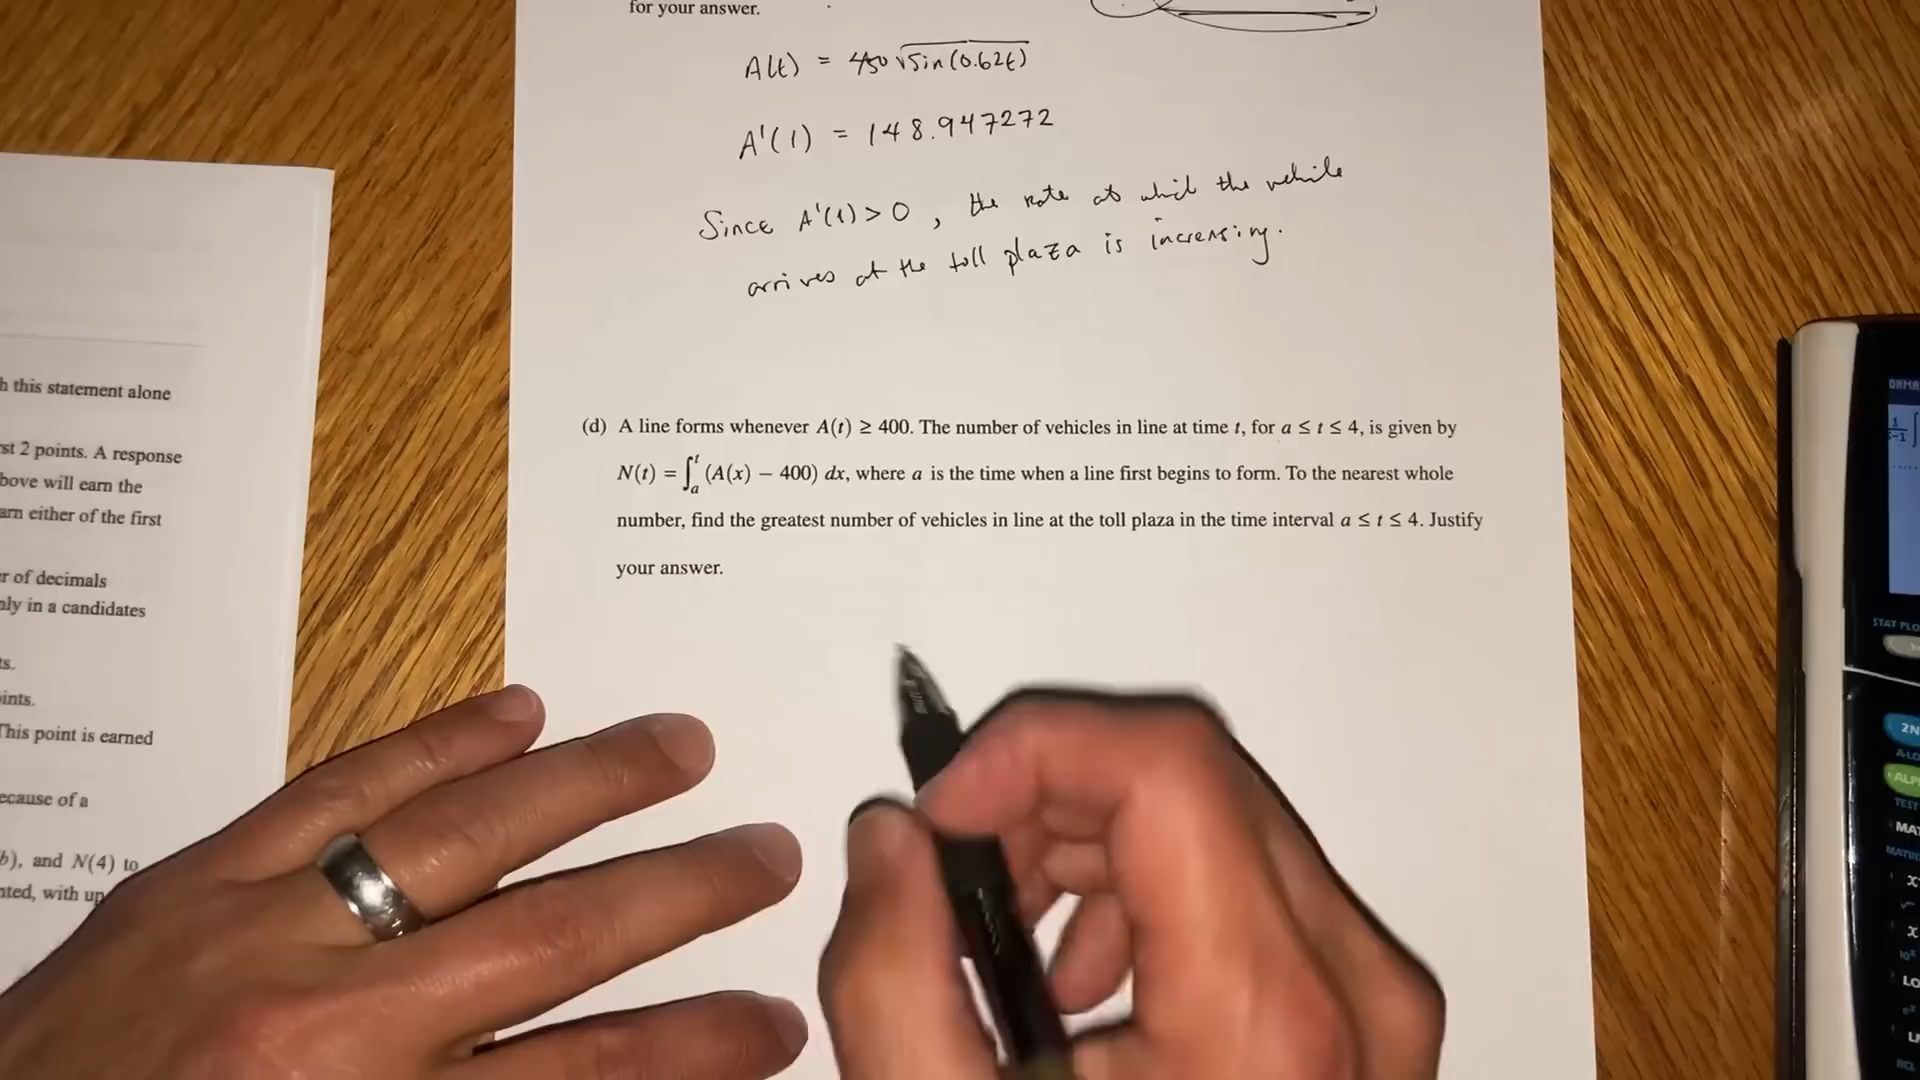 for your answer.
A(t) = 450√sin(0.62t)
A'(1) = 148.947272
Since A'(1) > 0, the rate at which the vehicle
arrives at the toll plaza is increasing.
(d) A line forms whenever A(t) ≥ 400. The number of vehicles in line at time t, for a ≤ t ≤ 4, is given by
N(t) = ∫ₐᵗ (A(x) − 400) dx, where a is the time when a line first begins to form. To the nearest whole
number, find the greatest number of vehicles in line at the toll plaza in the time interval a ≤ t ≤ 4. Justify
your answer.
h this statement alone
rst 2 points. A response
bove will earn the
arn either of the first
r of decimals
nly in a candidates
ts.
oints.
This point is earned
ecause of a
b), and N(4) to
nted, with up
STAT PLO
2N
ALPH
TEST
MAT